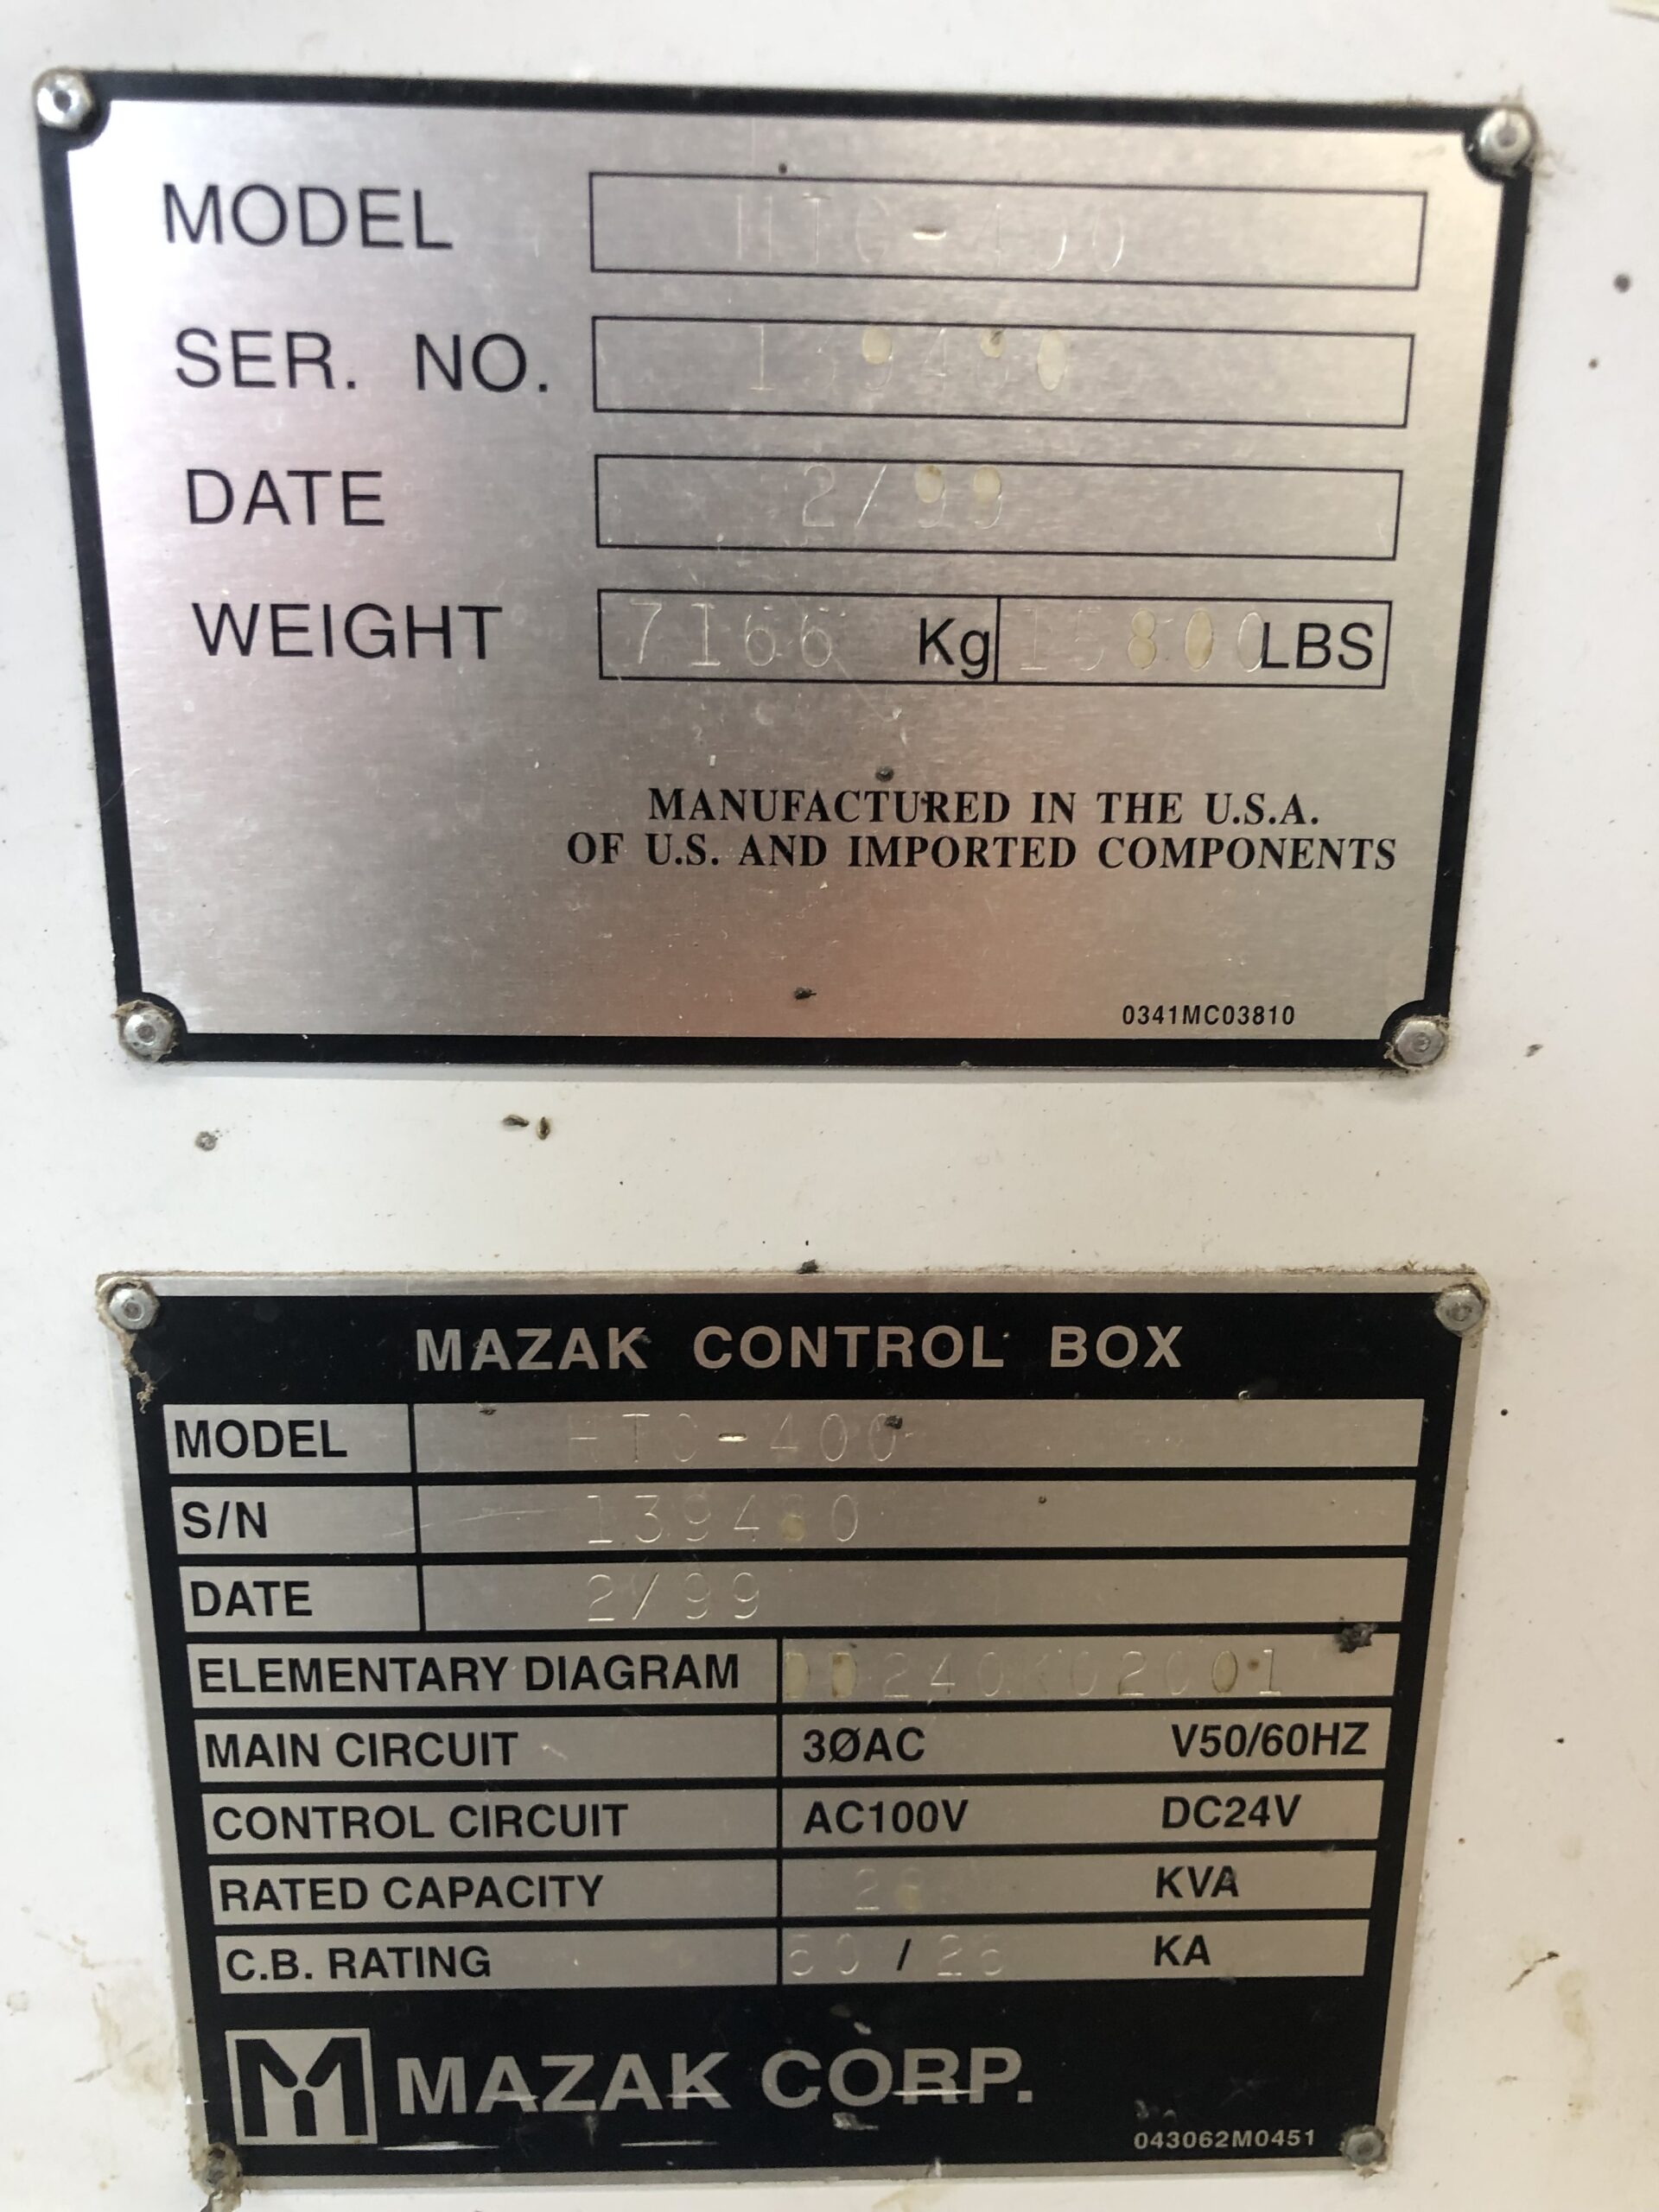 MODEL HTC-400
SER. NO.
DATE 2/99
WEIGHT 7166 Kg 15800 LBS
MANUFACTURED IN THE U.S.A.
OF U.S. AND IMPORTED COMPONENTS
0341MC03810
MAZAK CONTROL BOX
MODEL HTC-400
S/N
DATE 2/99
ELEMENTARY DIAGRAM
MAIN CIRCUIT 3ØAC V50/60HZ
CONTROL CIRCUIT AC100V DC24V
RATED CAPACITY KVA
C.B. RATING / KA
M MAZAK CORP.
043062M0451